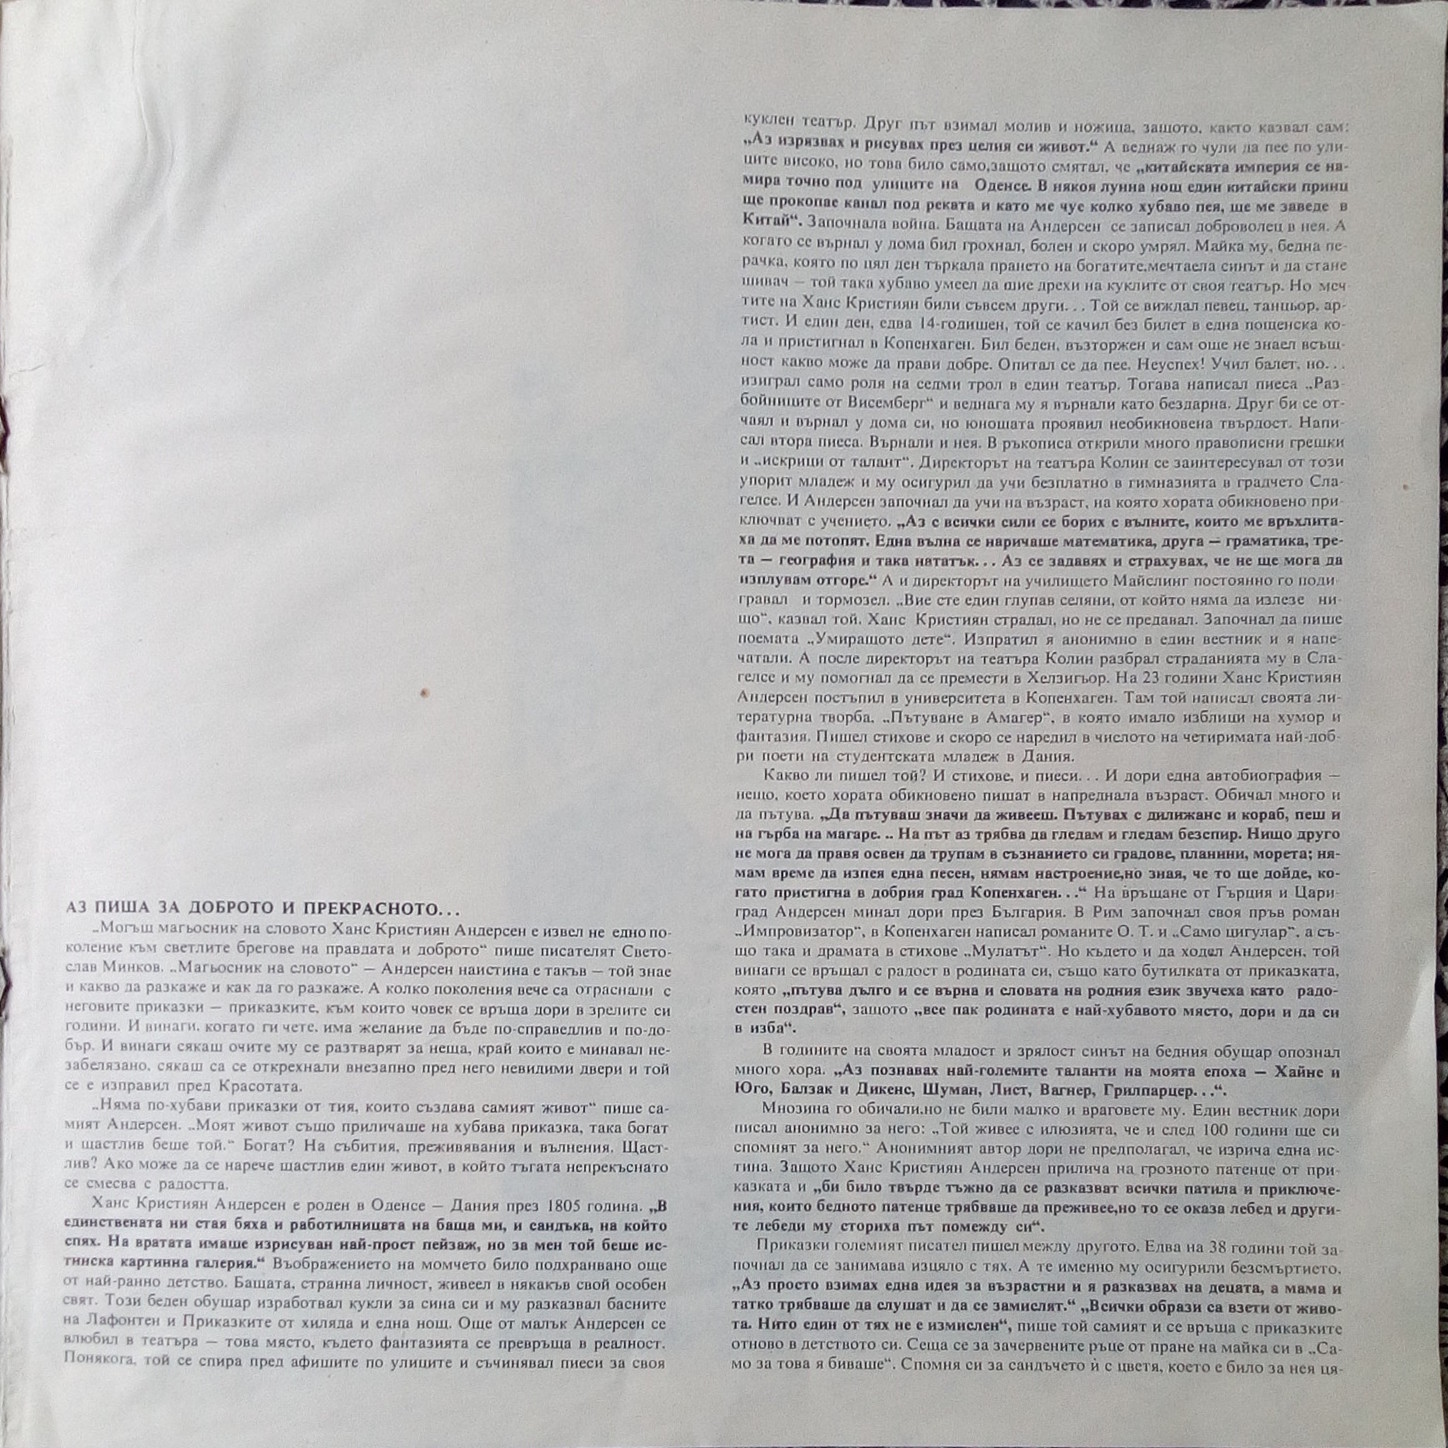 АЗ ПИША ЗА ДОБРОТО И ПРЕКРАСНОТО...
„Могъщ магьосник на словото Ханс Кристиян Андерсен е извел не едно по-
коление към светлите брегове на правдата и доброто“ пише писателят Свето-
слав Минков. „Магьосник на словото“ — Андерсен наистина е такъв — той знае
и какво да разкаже и как да го разкаже. А колко поколения вече са отраснали с
неговите приказки — приказките, към които човек се връща дори в зрелите си
години. И винаги, когато ги чете, има желание да бъде по-справедлив и по-до-
бър. И винаги сякаш очите му се разтварят за неща, край които е минавал не-
забелязано, сякаш са се открехнали внезапно пред него невидими двери и той
се е изправил пред Красотата.
„Няма по-хубави приказки от тия, които създава самият живот“ пише са-
мият Андерсен. „Моят живот също приличаше на хубава приказка, така богат
и щастлив беше той.“ Богат? На събития, преживявания и вълнения. Щаст-
лив? Ако може да се нарече щастлив един живот, в който тъгата непрекъснато
се смесва с радостта.
Ханс Кристиян Андерсен е роден в Оденсе — Дания през 1805 година. „В
единствената ни стая бяха и работилницата на баща ми, и сандъка, на който
спях. На вратата имаше изрисуван най-прост пейзаж, но за мен той беше ис-
тинска картинна галерия.“ Въображението на момчето било подхранвано още
от най-ранно детство. Бащата, странна личност, живеел в някакъв свой особен
свят. Този беден обущар изработвал кукли за сина си и му разказвал басните
на Лафонтен и Приказките от хиляда и една нощ. Още от малък Андерсен се
влюбил в театъра — това място, където фантазията се превръща в реалност.
Понякога, той се спира пред афишите по улиците и съчинявал пиеси за своя
куклен театър. Друг път взимал молив и ножица, защото, както казвал сам:
„Аз изрязвах и рисувах през целия си живот.“ А веднаж го чули да пее по ули-
ците високо, но това било само,защото смятал, че „китайската империя се на-
мира точно под улиците на Оденсе. В някоя лунна нощ един китайски принц
ще прокопае канал под реката и като ме чуе колко хубаво пея, ще ме заведе в
Китай“. Започнала война. Бащата на Андерсен се записал доброволец в нея. А
когато се върнал у дома бил грохнал, болен и скоро умрял. Майка му, бедна пе-
рачка, която по цял ден търкала прането на богатите,мечтаела синът ѝ да стане
шивач — той така хубаво умеел да шие дрехи на куклите от своя театър. Но меч-
тите на Ханс Кристиян били съвсем други... Той се виждал певец, танцьор, ар-
тист. И един ден, едва 14-годишен, той се качил без билет в една пощенска ко-
ла и пристигнал в Копенхаген. Бил беден, възторжен и сам още не знаел всъщ-
ност какво може да прави добре. Опитал се да пее. Неуспех! Учил балет, но...
изиграл само роля на седми трол в един театър. Тогава написал пиеса „Раз-
бойниците от Висемберг“ и веднага му я върнали като бездарна. Друг би се от-
чаял и върнал у дома си, но юношата проявил необикновена твърдост. Напи-
сал втора пиеса. Върнали и нея. В ръкописа открили много правописни грешки
и „искрици от талант“. Директорът на театъра Колин се заинтересувал от този
упорит младеж и му осигурил да учи безплатно в гимназията в градчето Сла-
гелсе. И Андерсен започнал да учи на възраст, на която хората обикновено при-
ключват с учението. „Аз с всички сили се борих с вълните, които ме връхлита-
ха да ме потопят. Една вълна се наричаше математика, друга — граматика, тре-
та — география и така нататък... Аз се задавях и страхувах, че не ще мога да
изплувам отгоре.“ А и директорът на училището Майслинг постоянно го поди-
гравал и тормозел. „Вие сте един глупав селянин, от който няма да излезе ни-
що“, казвал той. Ханс Кристиян страдал, но не се предавал. Започнал да пише
поемата „Умиращото дете“. Изпратил я анонимно в един вестник и я напе-
чатали. А после директорът на театъра Колин разбрал страданията му в Сла-
гелсе и му помогнал да се премести в Хелзигьор. На 23 години Ханс Кристиян
Андерсен постъпил в университета в Копенхаген. Там той написал своята ли-
тературна творба, „Пътуване в Амагер“, в която имало изблици на хумор и
фантазия. Пишел стихове и скоро се наредил в числото на четиримата най-доб-
ри поети на студентската младеж в Дания.
Какво ли пишел той? И стихове, и пиеси... И дори една автобиография —
нещо, което хората обикновено пишат в напреднала възраст. Обичал много и
да пътува. „Да пътуваш значи да живееш. Пътувах с дилижанс и кораб, пеш и
на гърба на магаре... На път аз трябва да гледам и гледам безспир. Нищо друго
не мога да правя освен да трупам в съзнанието си градове, планини, морета; ня-
мам време да изпея една песен, нямам настроение,но зная, че то ще дойде, ко-
гато пристигна в добрия град Копенхаген...“ На връщане от Гърция и Цари-
град Андерсен минал дори през България. В Рим започнал своя пръв роман
„Импровизатор“, в Копенхаген написал романите О. Т. и „Само цигулар“, а съ-
що така и драмата в стихове „Мулатът“. Но където и да ходел Андерсен, той
винаги се връщал с радост в родината си, също като бутилката от приказката,
която „пътува дълго и се върна и словата на родния език звучеха като радо-
стен поздрав“, защото „все пак родината е най-хубавото място, дори и да си
в изба“.
В годините на своята младост и зрялост синът на бедния обущар опознал
много хора. „Аз познавах най-големите таланти на моята епоха — Хайне и
Юго, Балзак и Дикенс, Шуман, Лист, Вагнер, Грилпарцер...“.
Мнозина го обичали,но не били малко и враговете му. Един вестник дори
писал анонимно за него: „Той живее с илюзията, че и след 100 години ще си
спомнят за него.“ Анонимният автор дори не предполагал, че изрича една ис-
тина. Защото Ханс Кристиян Андерсен прилича на грозното патенце от при-
казката и „би било твърде тъжно да се разказват всички патила и приключе-
ния, които бедното патенце трябваше да преживее,но то се оказа лебед и други-
те лебеди му сториха път помежду си“.
Приказки големият писател пишел между другото. Едва на 38 години той за-
почнал да се занимава изцяло с тях. А те именно му осигурили безсмъртието.
„Аз просто взимах една идея за възрастни и я разказвах на децата, а мама и
татко трябваше да слушат и да се замислят.“ „Всички образи са взети от живо-
та. Нито един от тях не е измислен“, пише той самият и се връща с приказките
отново в детството си. Сеща се за зачервените ръце от пране на майка си в „Са-
мо за това я биваше“. Спомня си за сандъчето ѝ с цветя, което е било за нея ця-